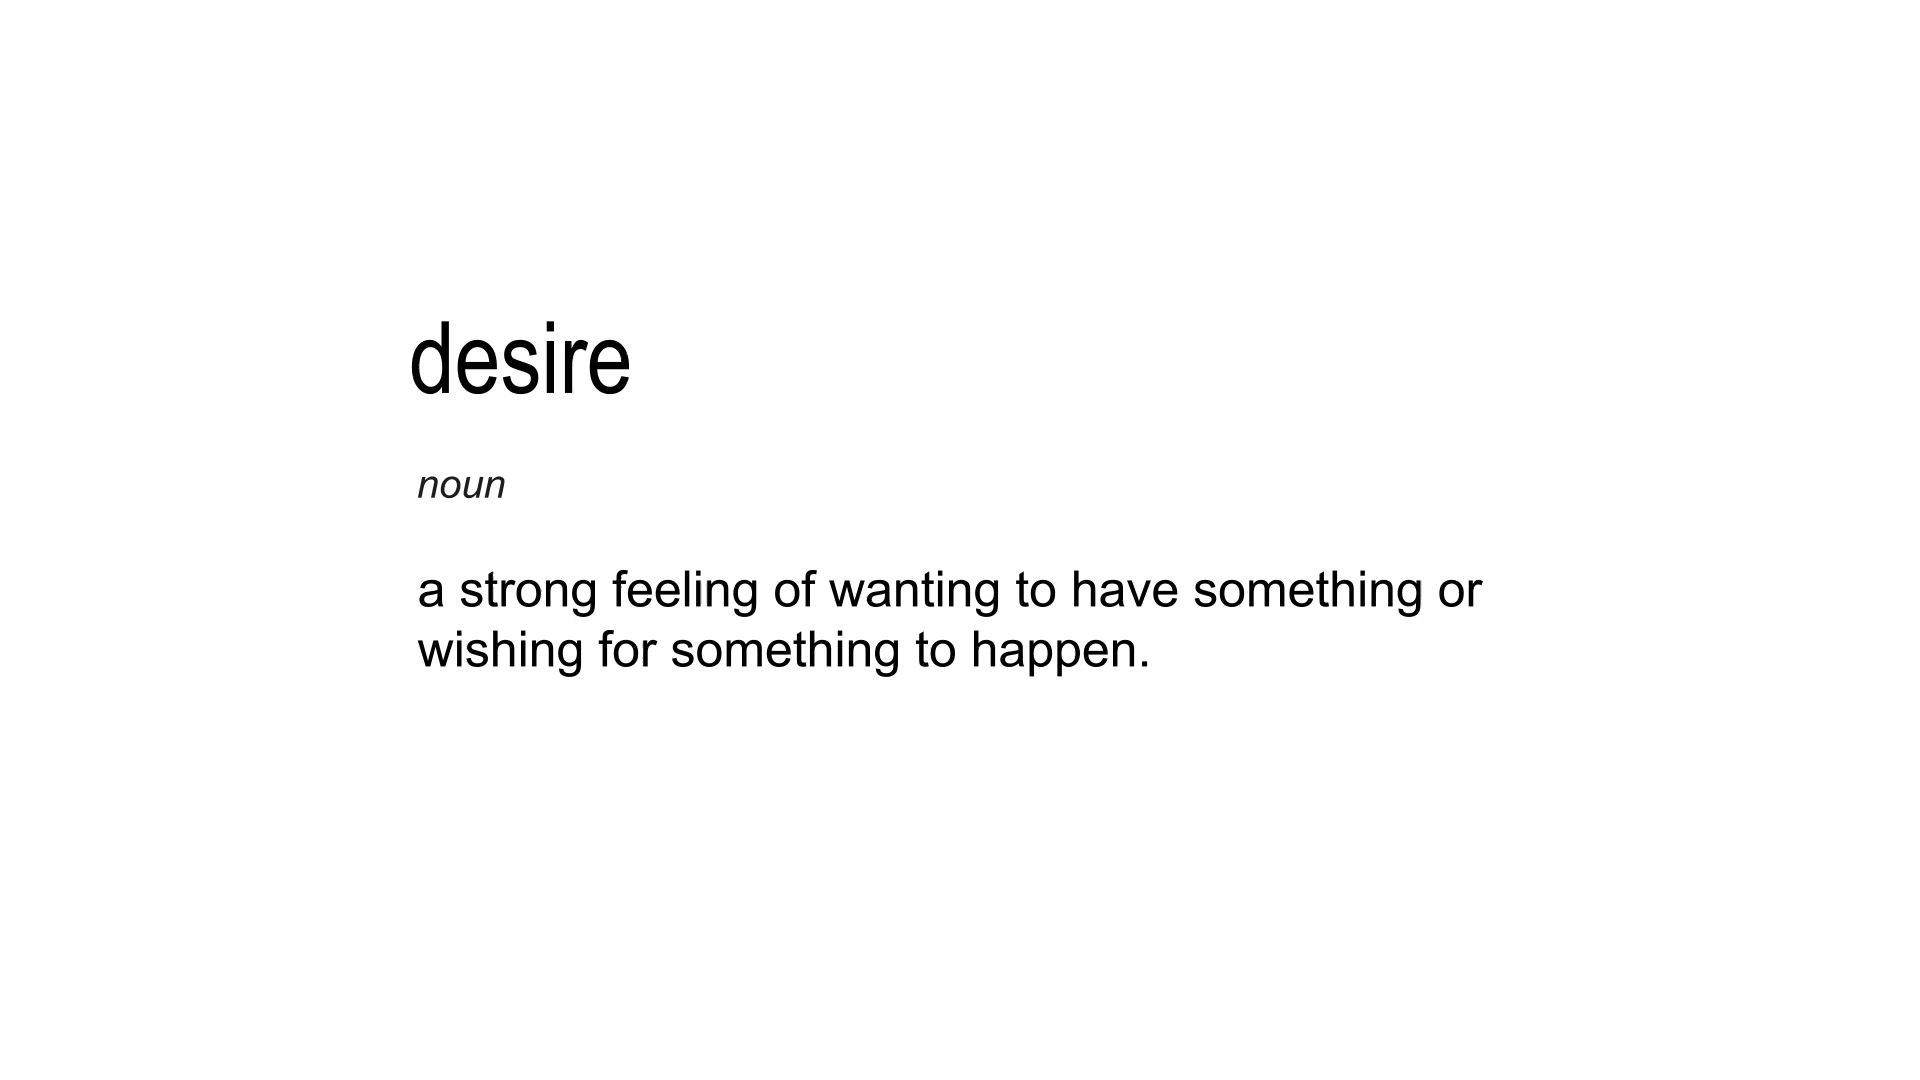 desire
noun
a strong feeling of wanting to have something or
wishing for something to happen.